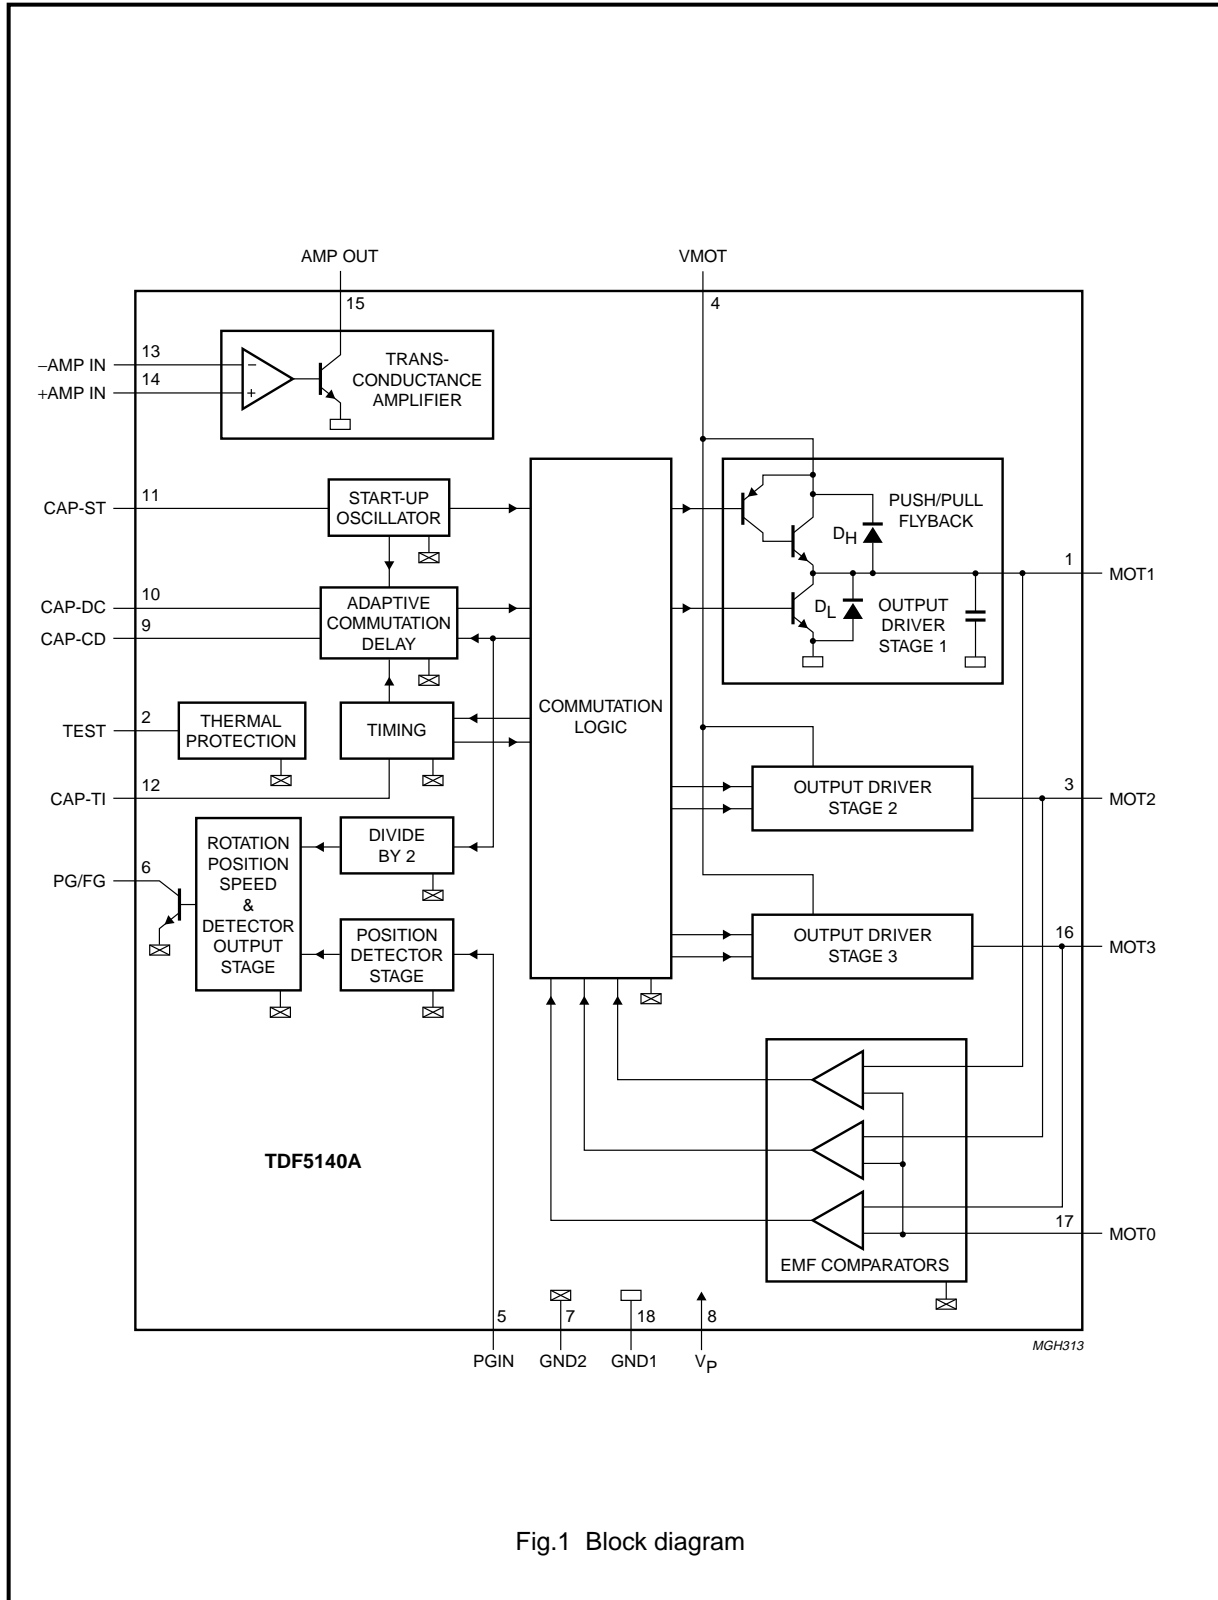 AMP OUT
VMOT
15
4
−AMP IN
13
+AMP IN
14
−
+
TRANS-
CONDUCTANCE
AMPLIFIER
CAP-ST
11
START-UP
OSCILLATOR
CAP-DC
10
CAP-CD
9
ADAPTIVE
COMMUTATION
DELAY
TEST
2
THERMAL
PROTECTION
TIMING
CAP-TI
12
PG/FG
6
ROTATION
POSITION
SPEED
&
DETECTOR
OUTPUT
STAGE
DIVIDE
BY 2
POSITION
DETECTOR
STAGE
COMMUTATION
LOGIC
PUSH/PULL
FLYBACK
DH
DL
OUTPUT
DRIVER
STAGE 1
1
MOT1
OUTPUT DRIVER
STAGE 2
3
MOT2
OUTPUT DRIVER
STAGE 3
16
MOT3
17
MOT0
EMF COMPARATORS
TDF5140A
5
7
18
8
PGIN
GND2
GND1
VP
MGH313
Fig.1 Block diagram